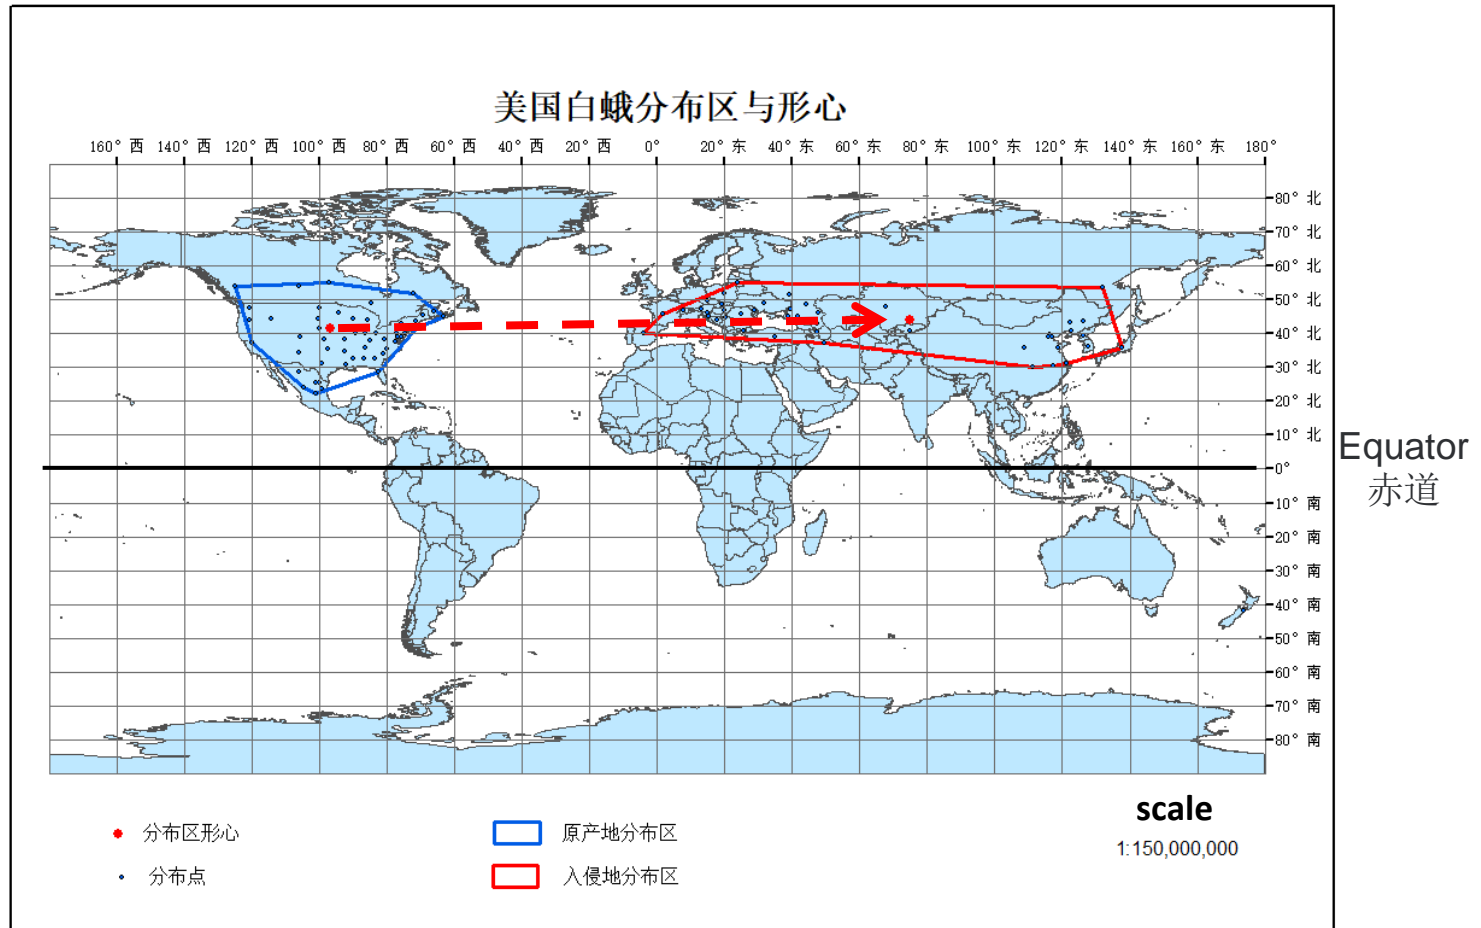 美国白蛾分布区与形心
160° 西 140° 西 120° 西 100° 西 80° 西 60° 西 40° 西 20° 西 0° 20° 东 40° 东 60° 东 80° 东 100° 东 120° 东 140° 东 160° 东 180°
80° 北
70° 北
60° 北
50° 北
40° 北
30° 北
20° 北
10° 北
0°
10° 南
20° 南
30° 南
40° 南
50° 南
60° 南
70° 南
80° 南
Equator
赤道
分布区形心
原产地分布区
分布点
入侵地分布区
scale
1:150,000,000